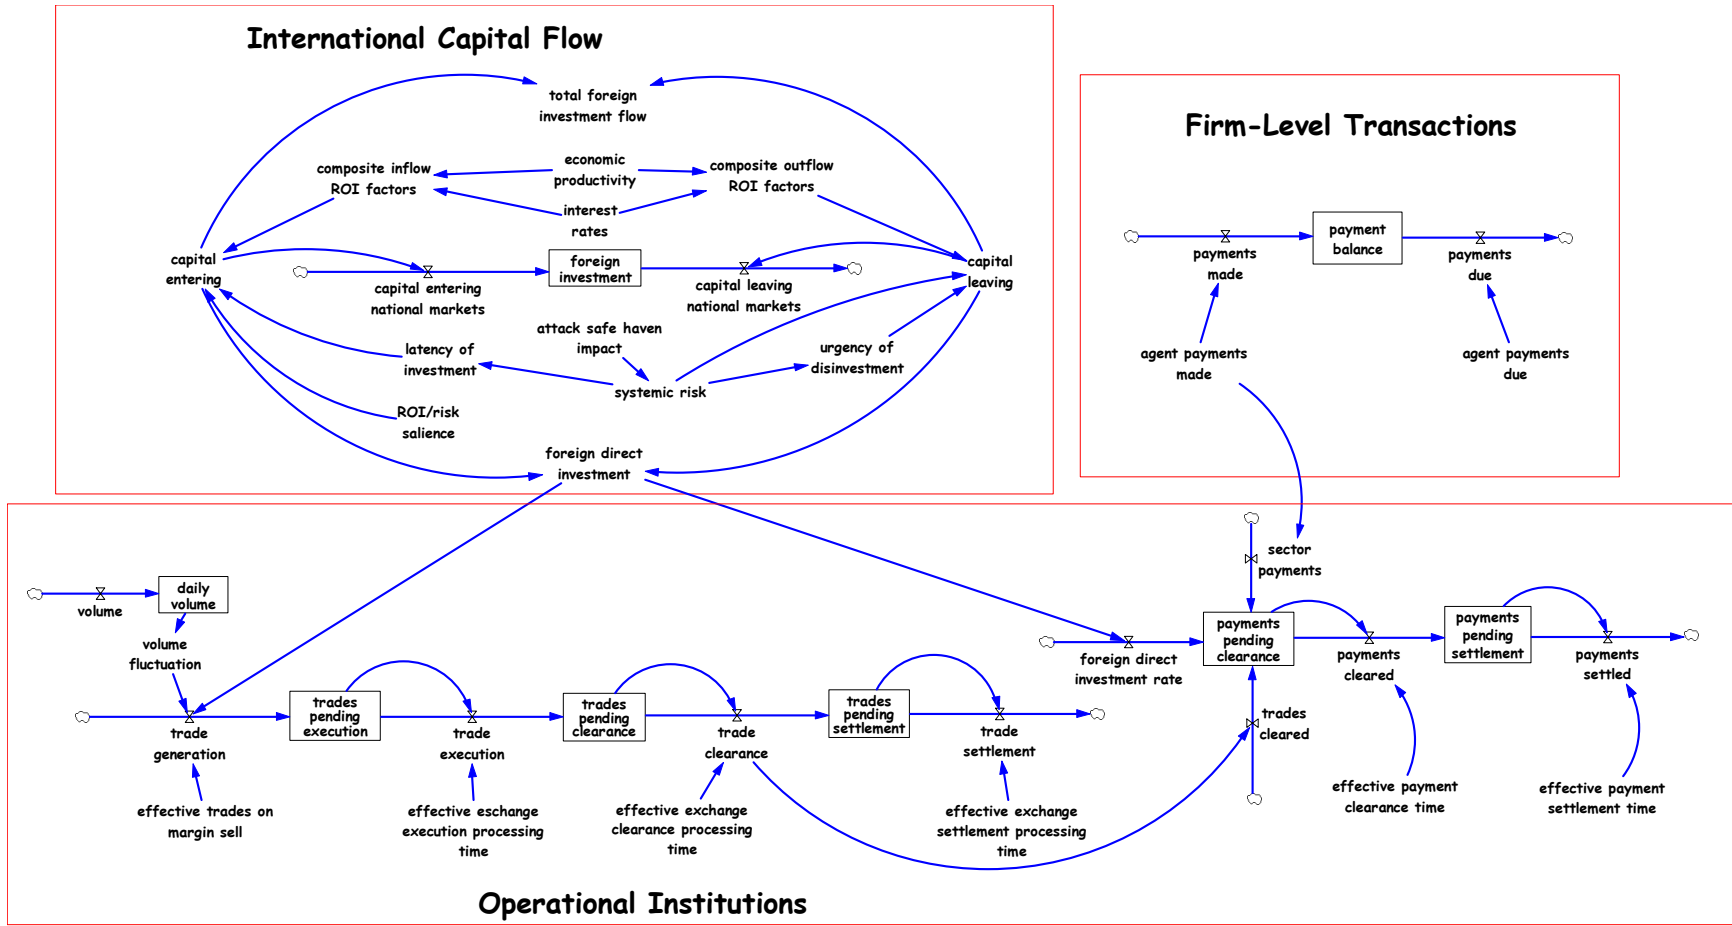 International Capital Flow
total foreign
investment flow
composite inflow
ROI factors
economic
productivity
composite outflow
ROI factors
interest
rates
capital
entering
foreign
investment
capital
leaving
capital entering
national markets
capital leaving
national markets
attack safe haven
impact
latency of
investment
urgency of
disinvestment
systemic risk
ROI/risk
salience
foreign direct
investment
Firm-Level Transactions
payment
balance
payments
made
payments
due
agent payments
made
agent payments
due
sector
payments
daily
volume
volume
volume
fluctuation
trades
pending
execution
trades
pending
clearance
trades
pending
settlement
foreign direct
investment rate
payments
pending
clearance
payments
cleared
payments
pending
settlement
payments
settled
trade
generation
trade
execution
trade
clearance
trade
settlement
trades
cleared
effective trades on
margin sell
effective eschange
execution processing
time
effective exchange
clearance processing
time
effective exchange
settlement processing
time
effective payment
clearance time
effective payment
settlement time
Operational Institutions